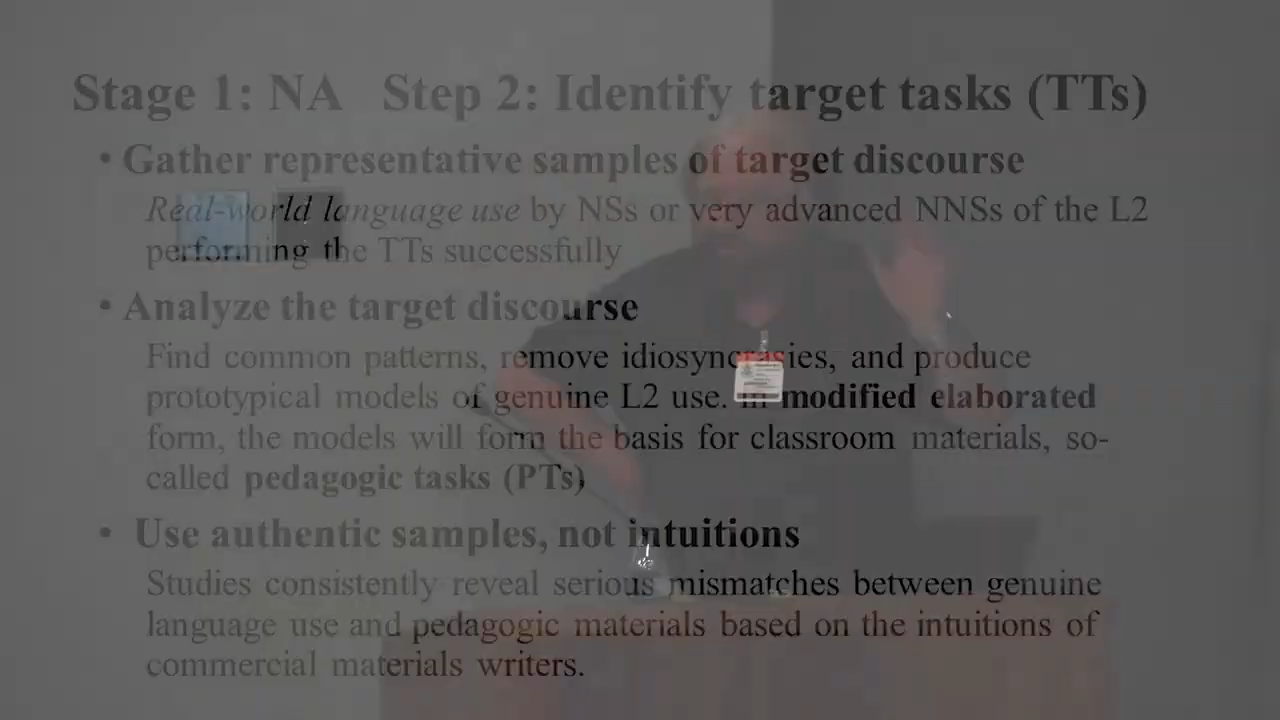 Stage 1: NA Step 2: Identify target tasks (TTs)
• Gather representative samples of target discourse
Real-world language use by NSs or very advanced NNSs of the L2
performing the TTs successfully
• Analyze the target discourse
Find common patterns, remove idiosyncrasies, and produce
prototypical models of genuine L2 use. In modified elaborated
form, the models will form the basis for classroom materials, so-
called pedagogic tasks (PTs)
• Use authentic samples, not intuitions
Studies consistently reveal serious mismatches between genuine
language use and pedagogic materials based on the intuitions of
commercial materials writers.